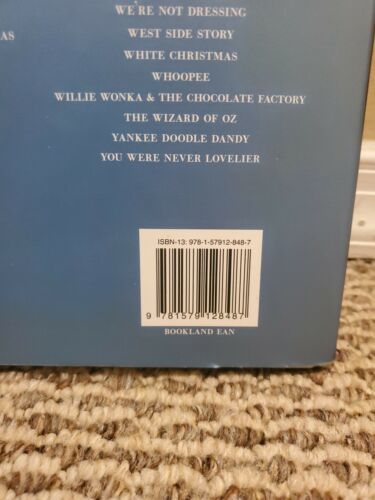 WE'RE NOT DRESSING
AS
WEST SIDE STORY
WHITE CHRISTMAS
WHOOPEE
WILLIE WONKA & THE CHOCOLATE FACTORY
THE WIZARD OF OZ
YANKEE DOODLE DANDY
YOU WERE NEVER LOVELIER
ISBN-13: 978-1-57912-848-7
9 781579 128487
BOOKLAND EAN